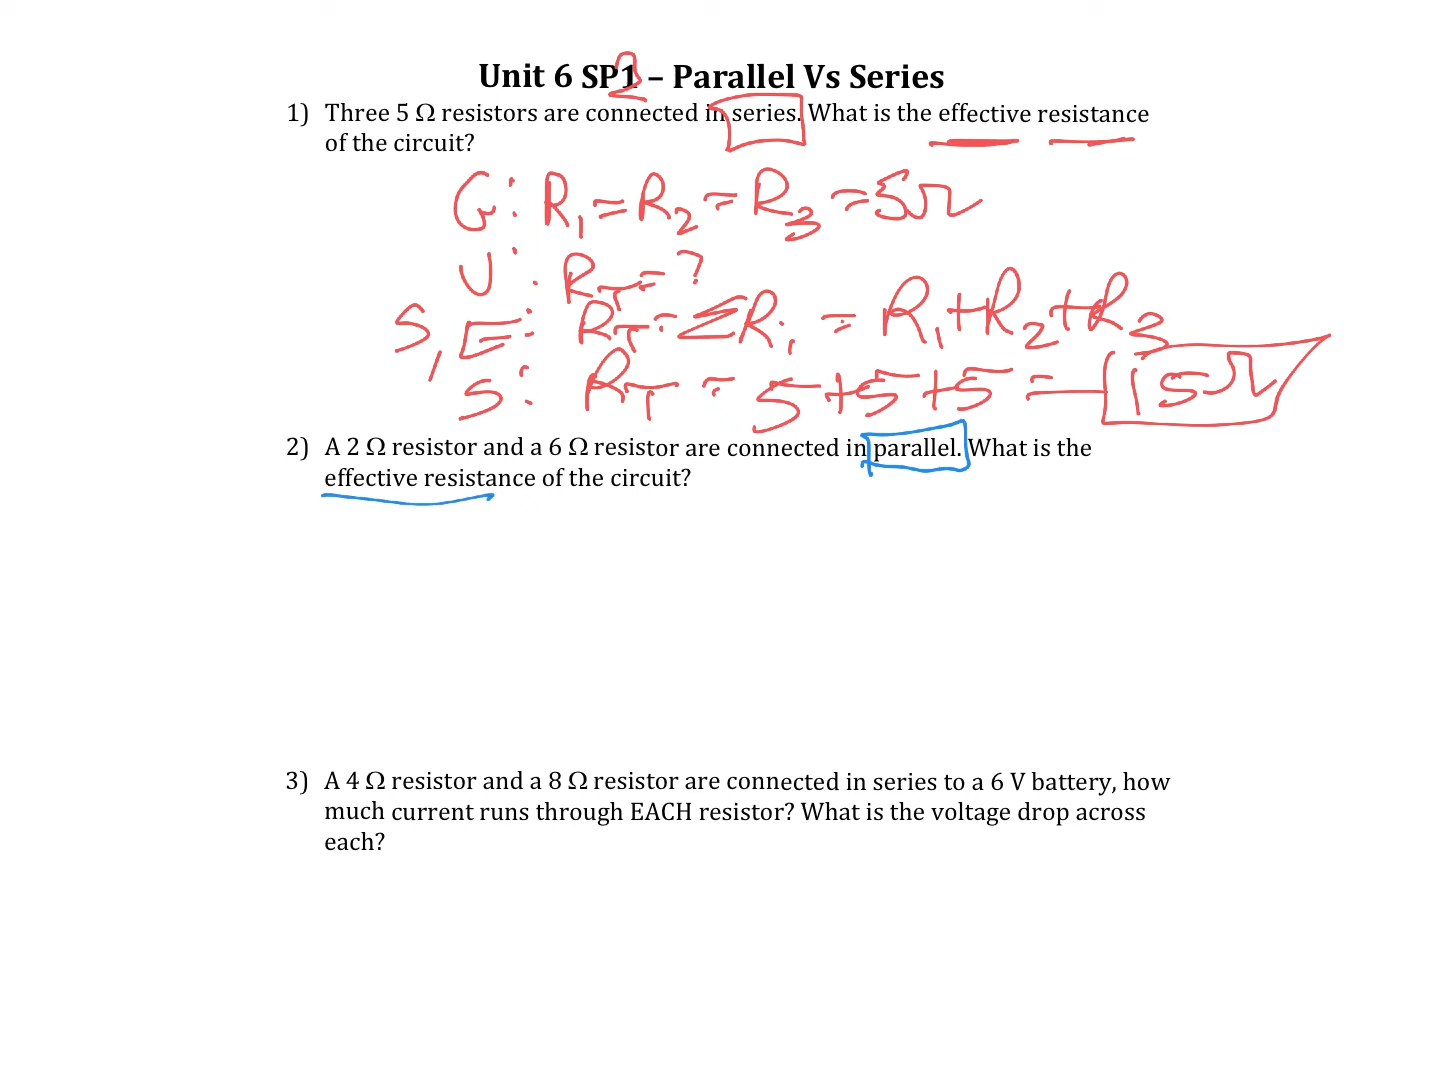 Unit 6 SP1 – Parallel Vs Series
2
1) Three 5 Ω resistors are connected in series. What is the effective resistance
of the circuit?
G: R₁ = R₂ = R₃ = 5Ω
U: R_T = ?
E: R_T = ΣRᵢ = R₁ + R₂ + R₃
S,
S: R_T = 5+5+5 = 15Ω
2) A 2 Ω resistor and a 6 Ω resistor are connected in parallel. What is the
effective resistance of the circuit?
3) A 4 Ω resistor and a 8 Ω resistor are connected in series to a 6 V battery, how
much current runs through EACH resistor? What is the voltage drop across
each?